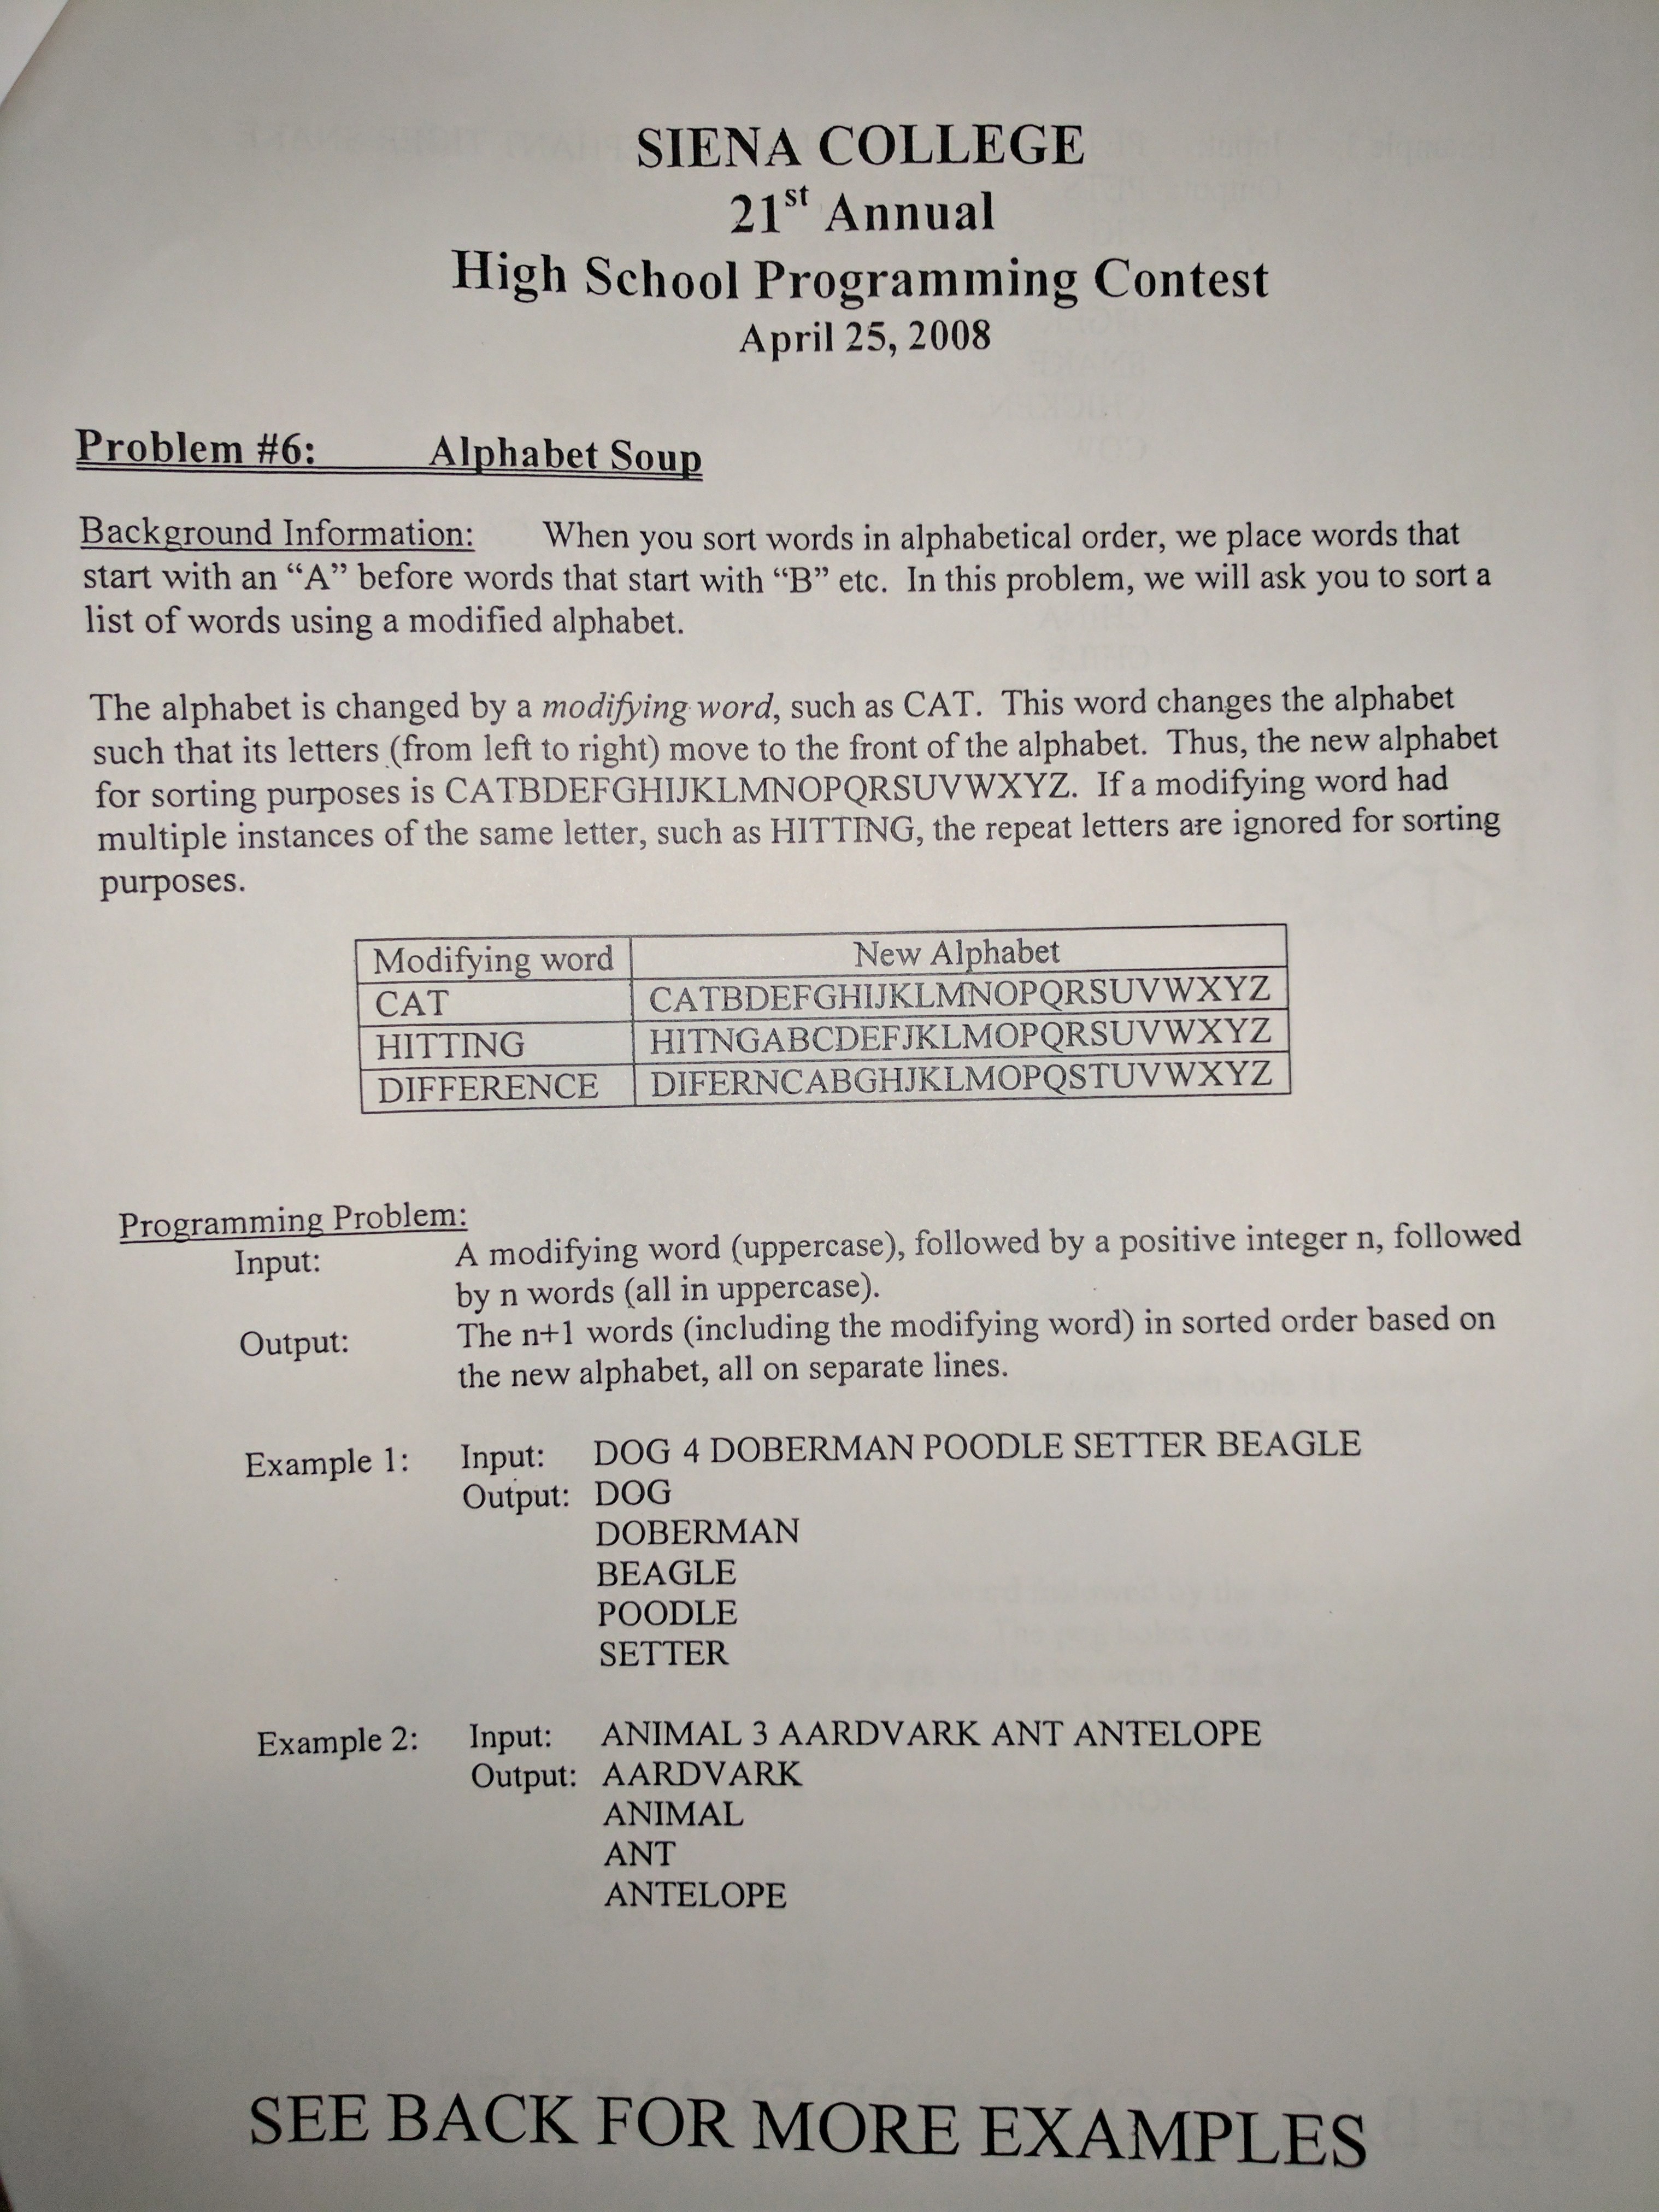 SIENA COLLEGE
21st Annual
High School Programming Contest
April 25, 2008
Problem #6: Alphabet Soup
Background Information: When you sort words in alphabetical order, we place words that
start with an “A” before words that start with “B” etc. In this problem, we will ask you to sort a
list of words using a modified alphabet.
The alphabet is changed by a modifying word, such as CAT. This word changes the alphabet
such that its letters (from left to right) move to the front of the alphabet. Thus, the new alphabet
for sorting purposes is CATBDEFGHIJKLMNOPQRSUVWXYZ. If a modifying word had
multiple instances of the same letter, such as HITTING, the repeat letters are ignored for sorting
purposes.
Modifying word New Alphabet
CAT CATBDEFGHIJKLMNOPQRSUVWXYZ
HITTING HITNGABCDEFJKLMOPQRSUVWXYZ
DIFFERENCE DIFERNCABGHJKLMOPQSTUVWXYZ
Programming Problem:
Input: A modifying word (uppercase), followed by a positive integer n, followed
by n words (all in uppercase).
Output: The n+1 words (including the modifying word) in sorted order based on
the new alphabet, all on separate lines.
Example 1: Input: DOG 4 DOBERMAN POODLE SETTER BEAGLE
Output: DOG
DOBERMAN
BEAGLE
POODLE
SETTER
Example 2: Input: ANIMAL 3 AARDVARK ANT ANTELOPE
Output: AARDVARK
ANIMAL
ANT
ANTELOPE
SEE BACK FOR MORE EXAMPLES